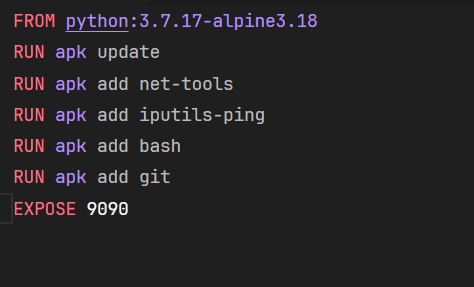 FROM python:3.7.17-alpine3.18
RUN apk update
RUN apk add net-tools
RUN apk add iputils-ping
RUN apk add bash
RUN apk add git
EXPOSE 9090